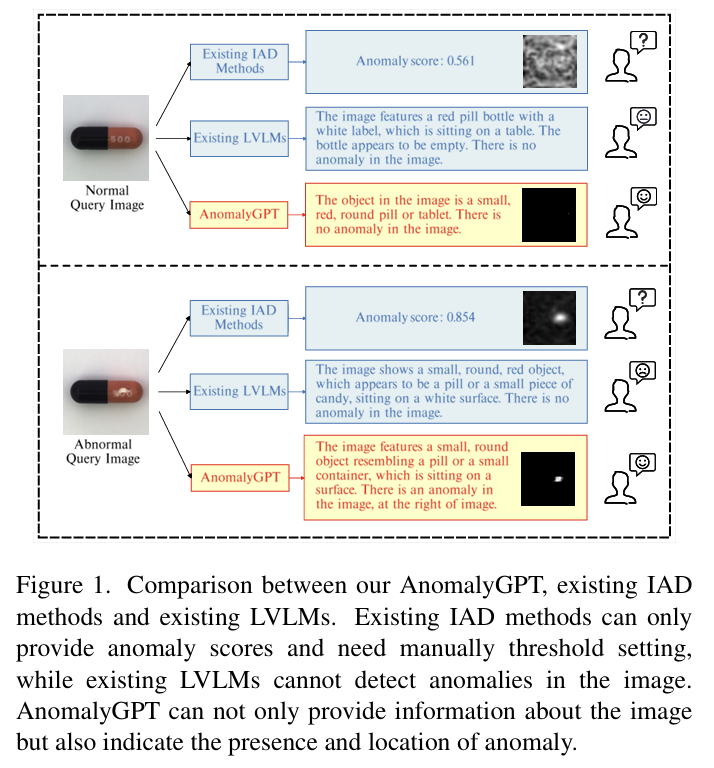 Existing IAD
Methods
Anomaly score: 0.561
?
Existing LVLMs
The image features a red pill bottle with a
white label, which is sitting on a table. The
bottle appears to be empty. There is no
anomaly in the image.
500
Normal
Query Image
AnomalyGPT
The object in the image is a small,
red, round pill or tablet. There is
no anomaly in the image.
Existing IAD
Methods
Anomaly score: 0.854
?
Existing LVLMs
The image shows a small, round, red object,
which appears to be a pill or a small piece of
candy, sitting on a white surface. There is no
anomaly in the image.
Abnormal
Query Image
AnomalyGPT
The image features a small, round
object resembling a pill or a small
container, which is sitting on a
surface. There is an anomaly in
the image, at the right of image.
Figure 1. Comparison between our AnomalyGPT, existing IAD
methods and existing LVLMs. Existing IAD methods can only
provide anomaly scores and need manually threshold setting,
while existing LVLMs cannot detect anomalies in the image.
AnomalyGPT can not only provide information about the image
but also indicate the presence and location of anomaly.